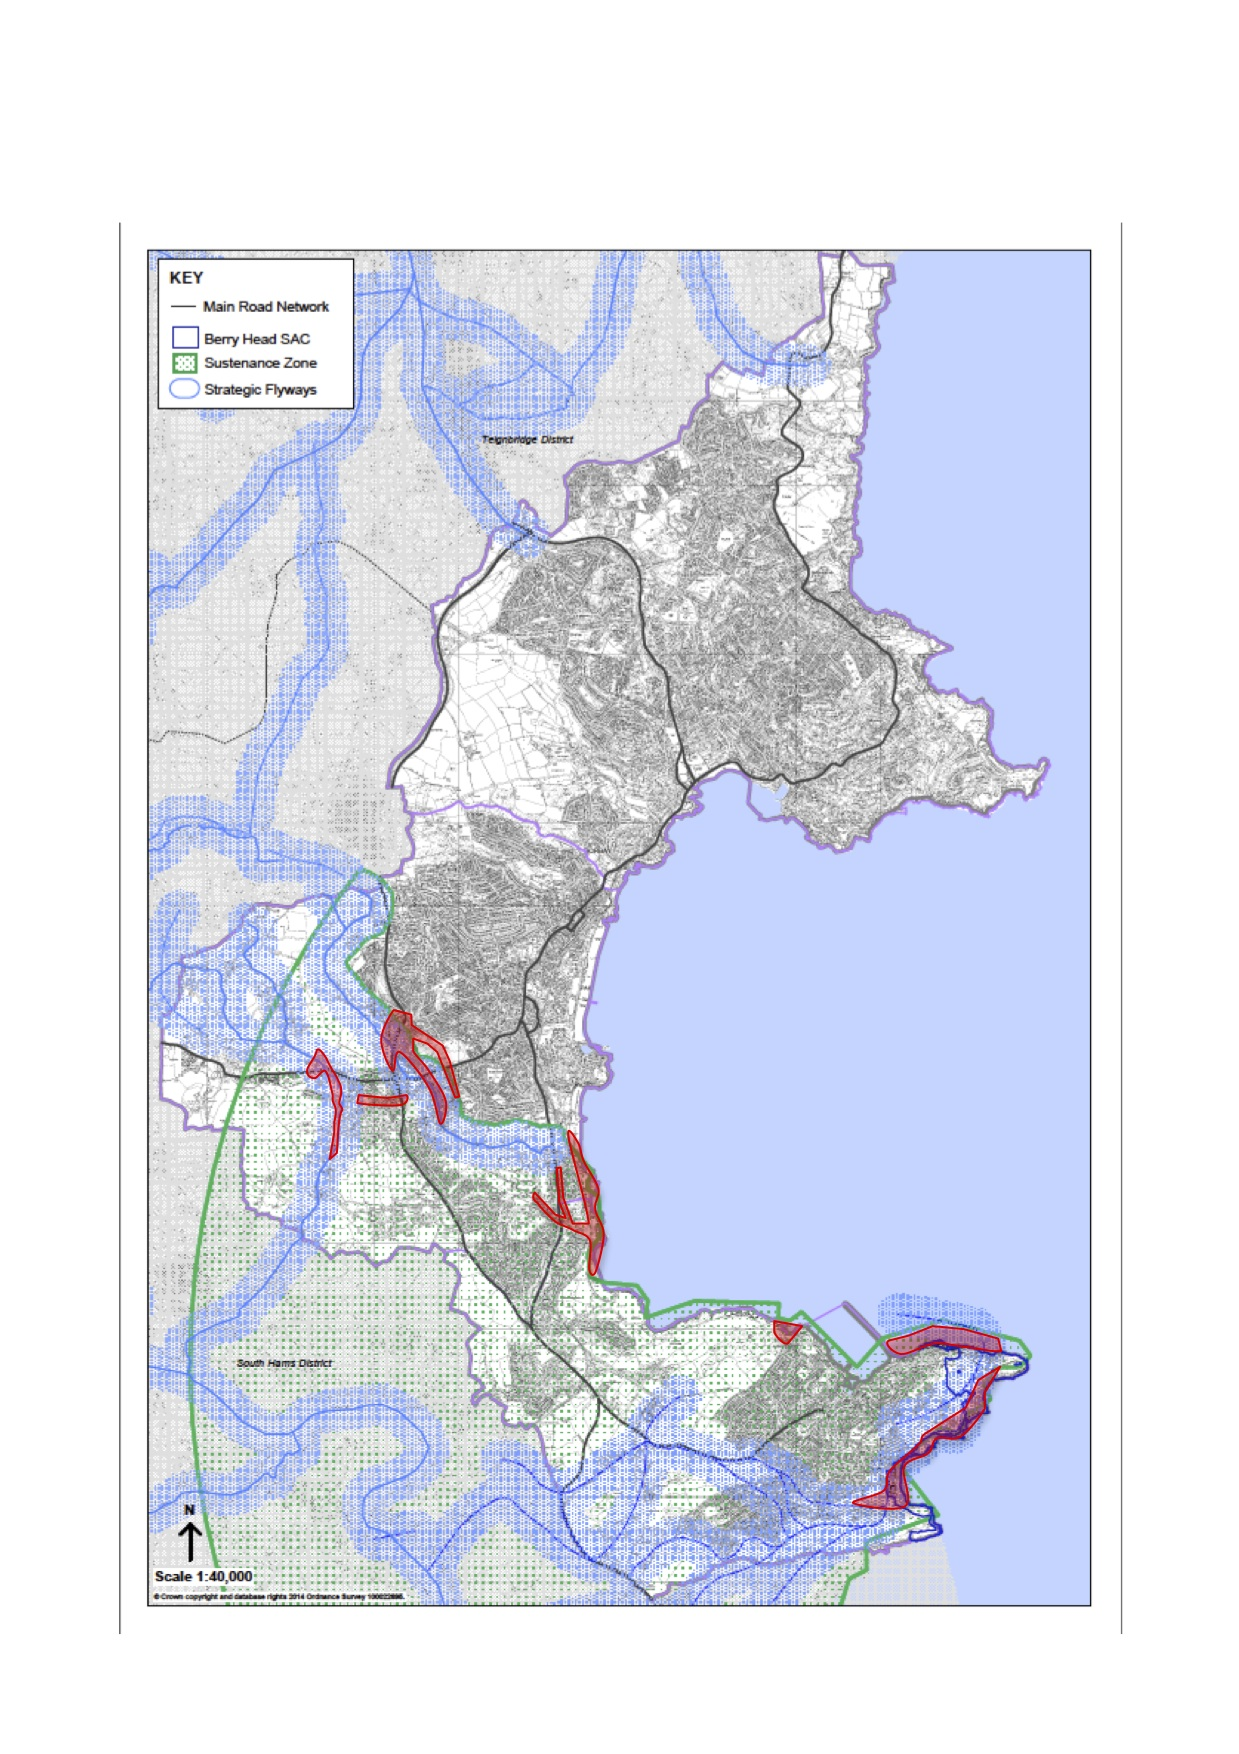 KEY
Main Road Network
Berry Head SAC
Sustenance Zone
Strategic Flyways
Teignbridge District
South Hams District
N
Scale 1:40,000
© Crown copyright and database rights 2014 Ordnance Survey